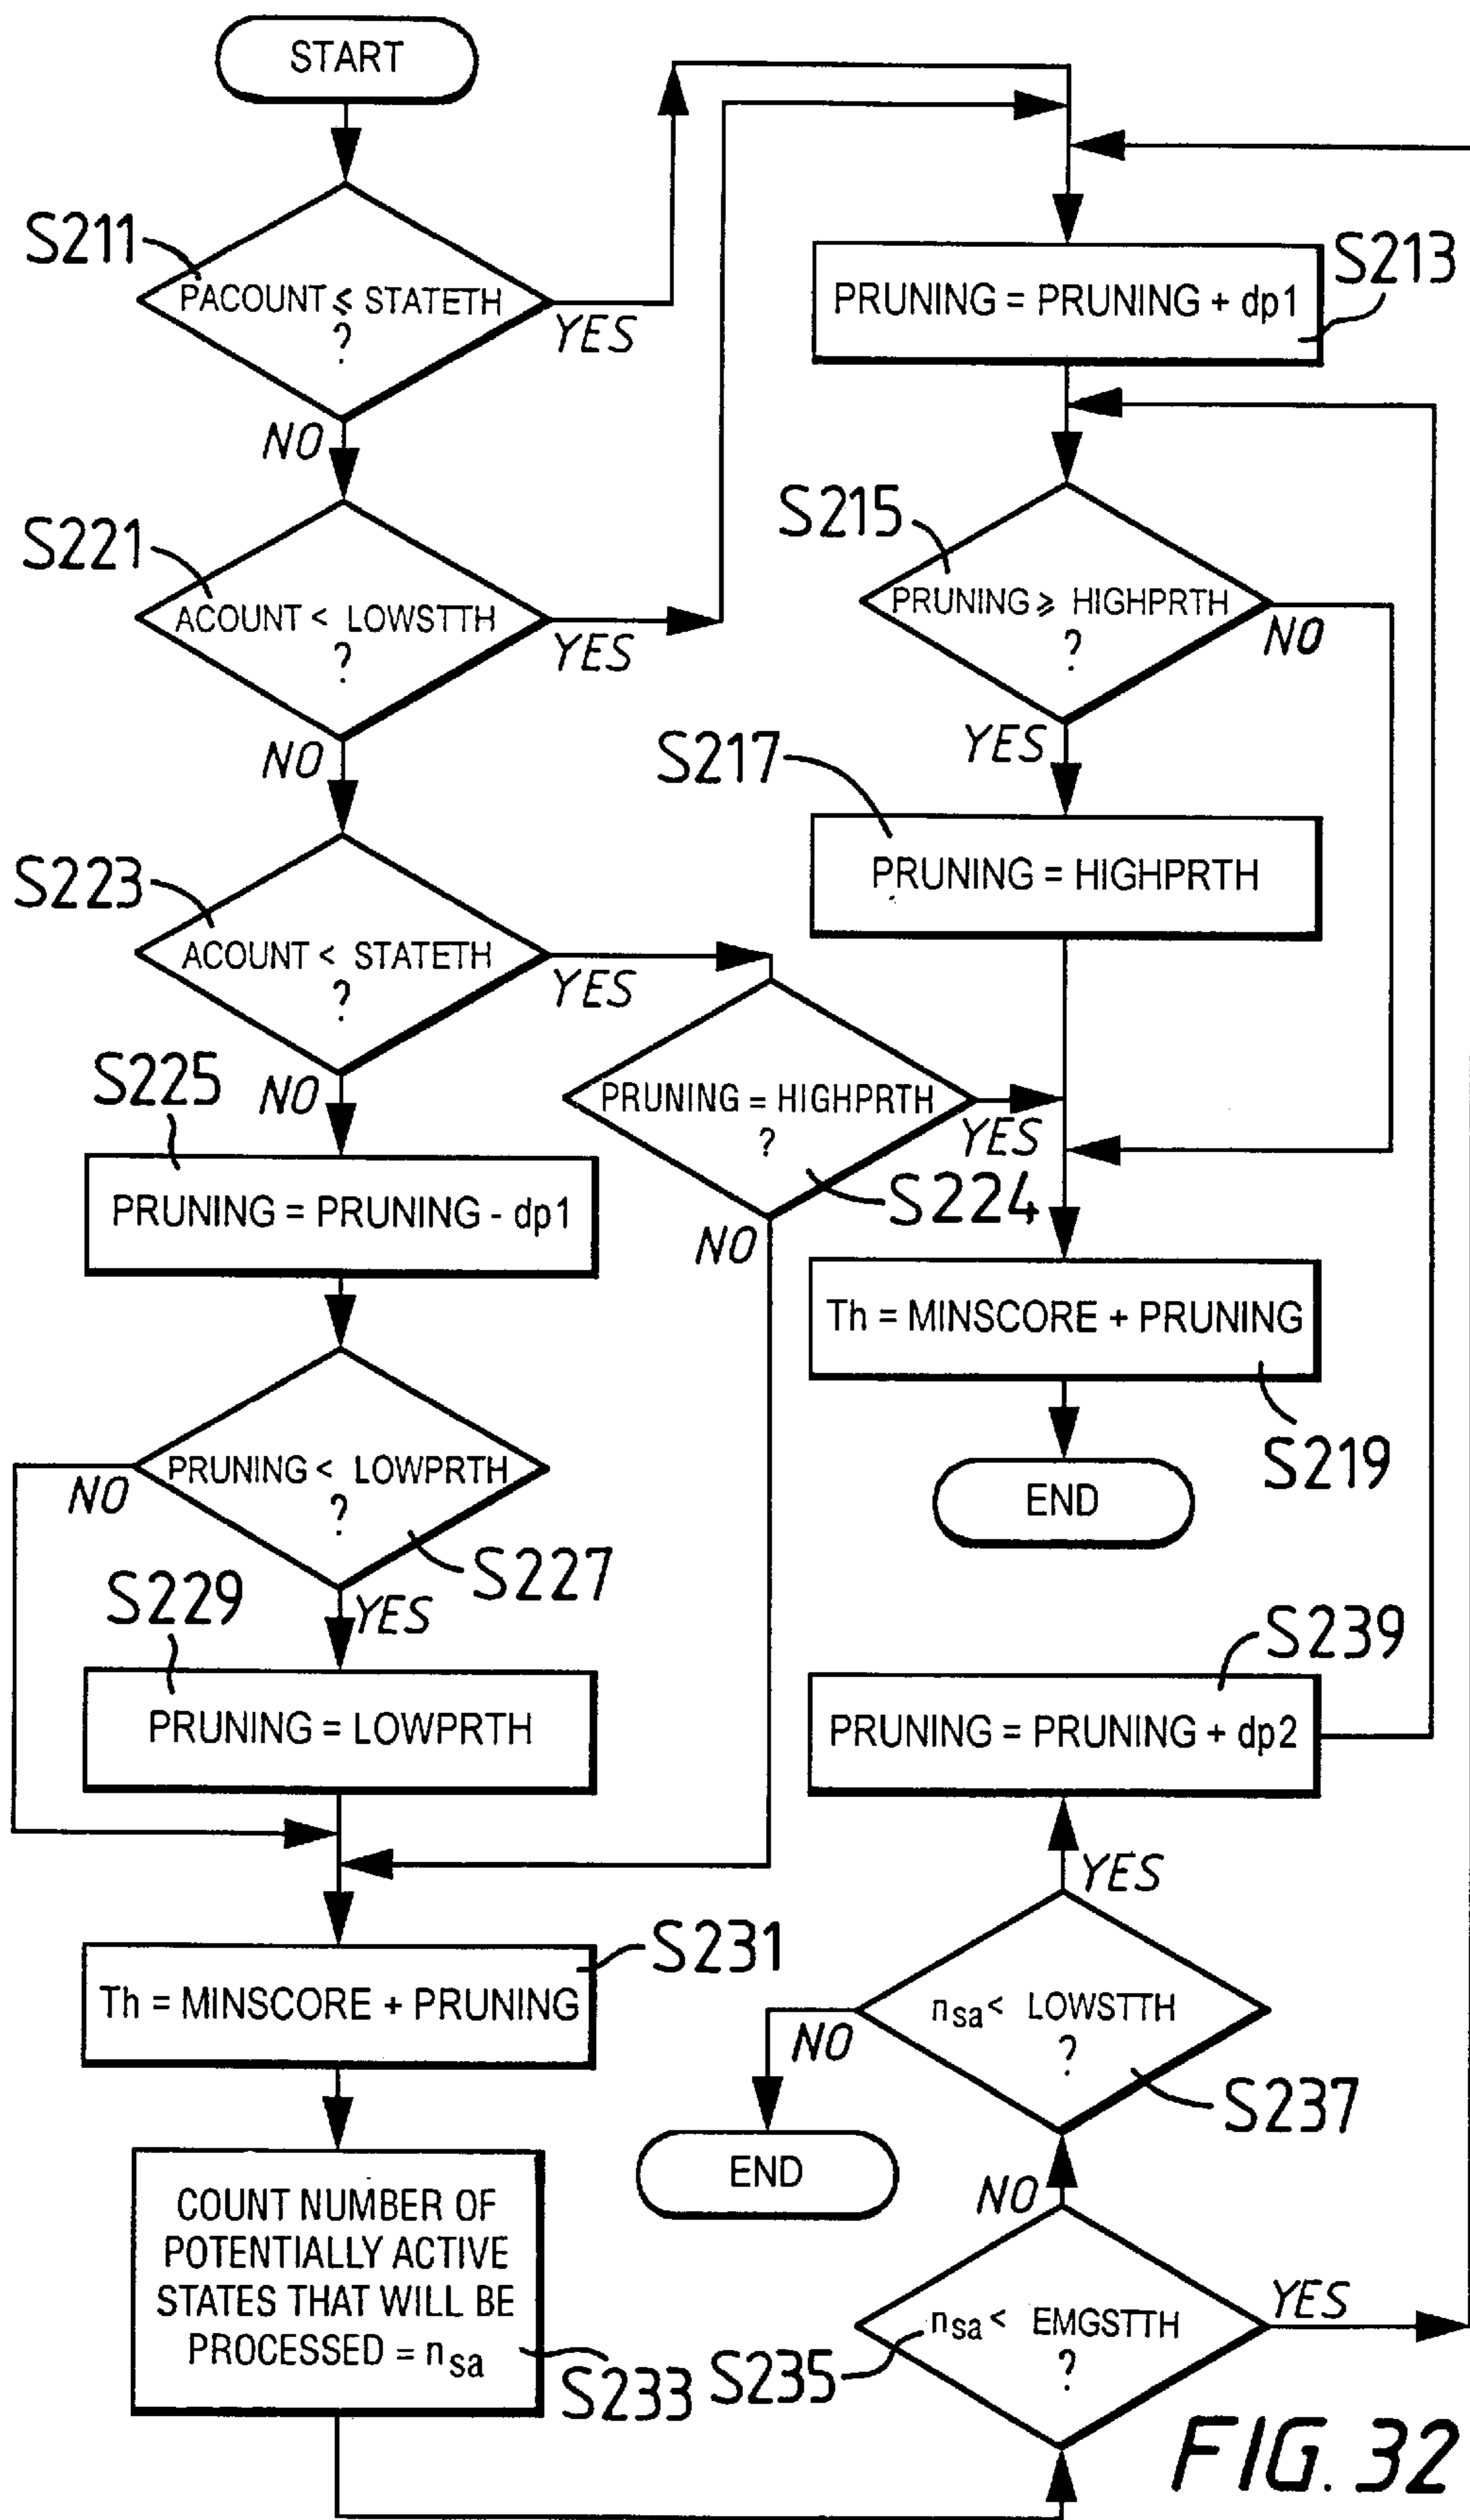 START
S211
PACOUNT ⩽ STATETH
?
YES
NO
S213
PRUNING = PRUNING + dp1
S221
ACOUNT < LOWSTTH
?
YES
NO
S215
PRUNING ⩾ HIGHPRTH
?
NO
YES
S217
PRUNING = HIGHPRTH
S223
ACOUNT < STATETH
?
YES
NO
PRUNING = HIGHPRTH
?
YES
S224
NO
S225
PRUNING = PRUNING - dp1
Th = MINSCORE + PRUNING
S219
END
PRUNING < LOWPRTH
?
NO
S227
YES
S229
PRUNING = LOWPRTH
S239
PRUNING = PRUNING + dp2
YES
S231
Th = MINSCORE + PRUNING
nsa < LOWSTTH
?
NO
S237
END
NO
COUNT NUMBER OF
POTENTIALLY ACTIVE
STATES THAT WILL BE
PROCESSED = nsa
S233
S235
nsa < EMGSTTH
?
YES
FIG. 32